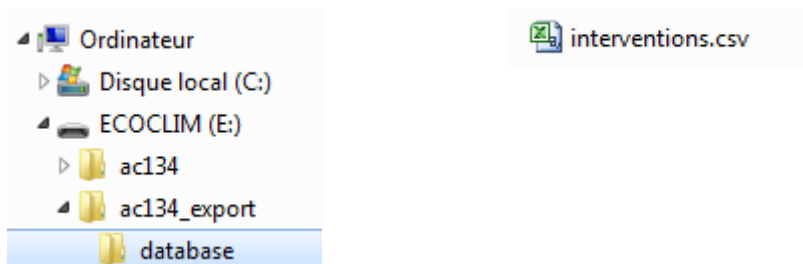 Ordinateur
Disque local (C:)
ECOCLIM (E:)
ac134
ac134_export
database
interventions.csv